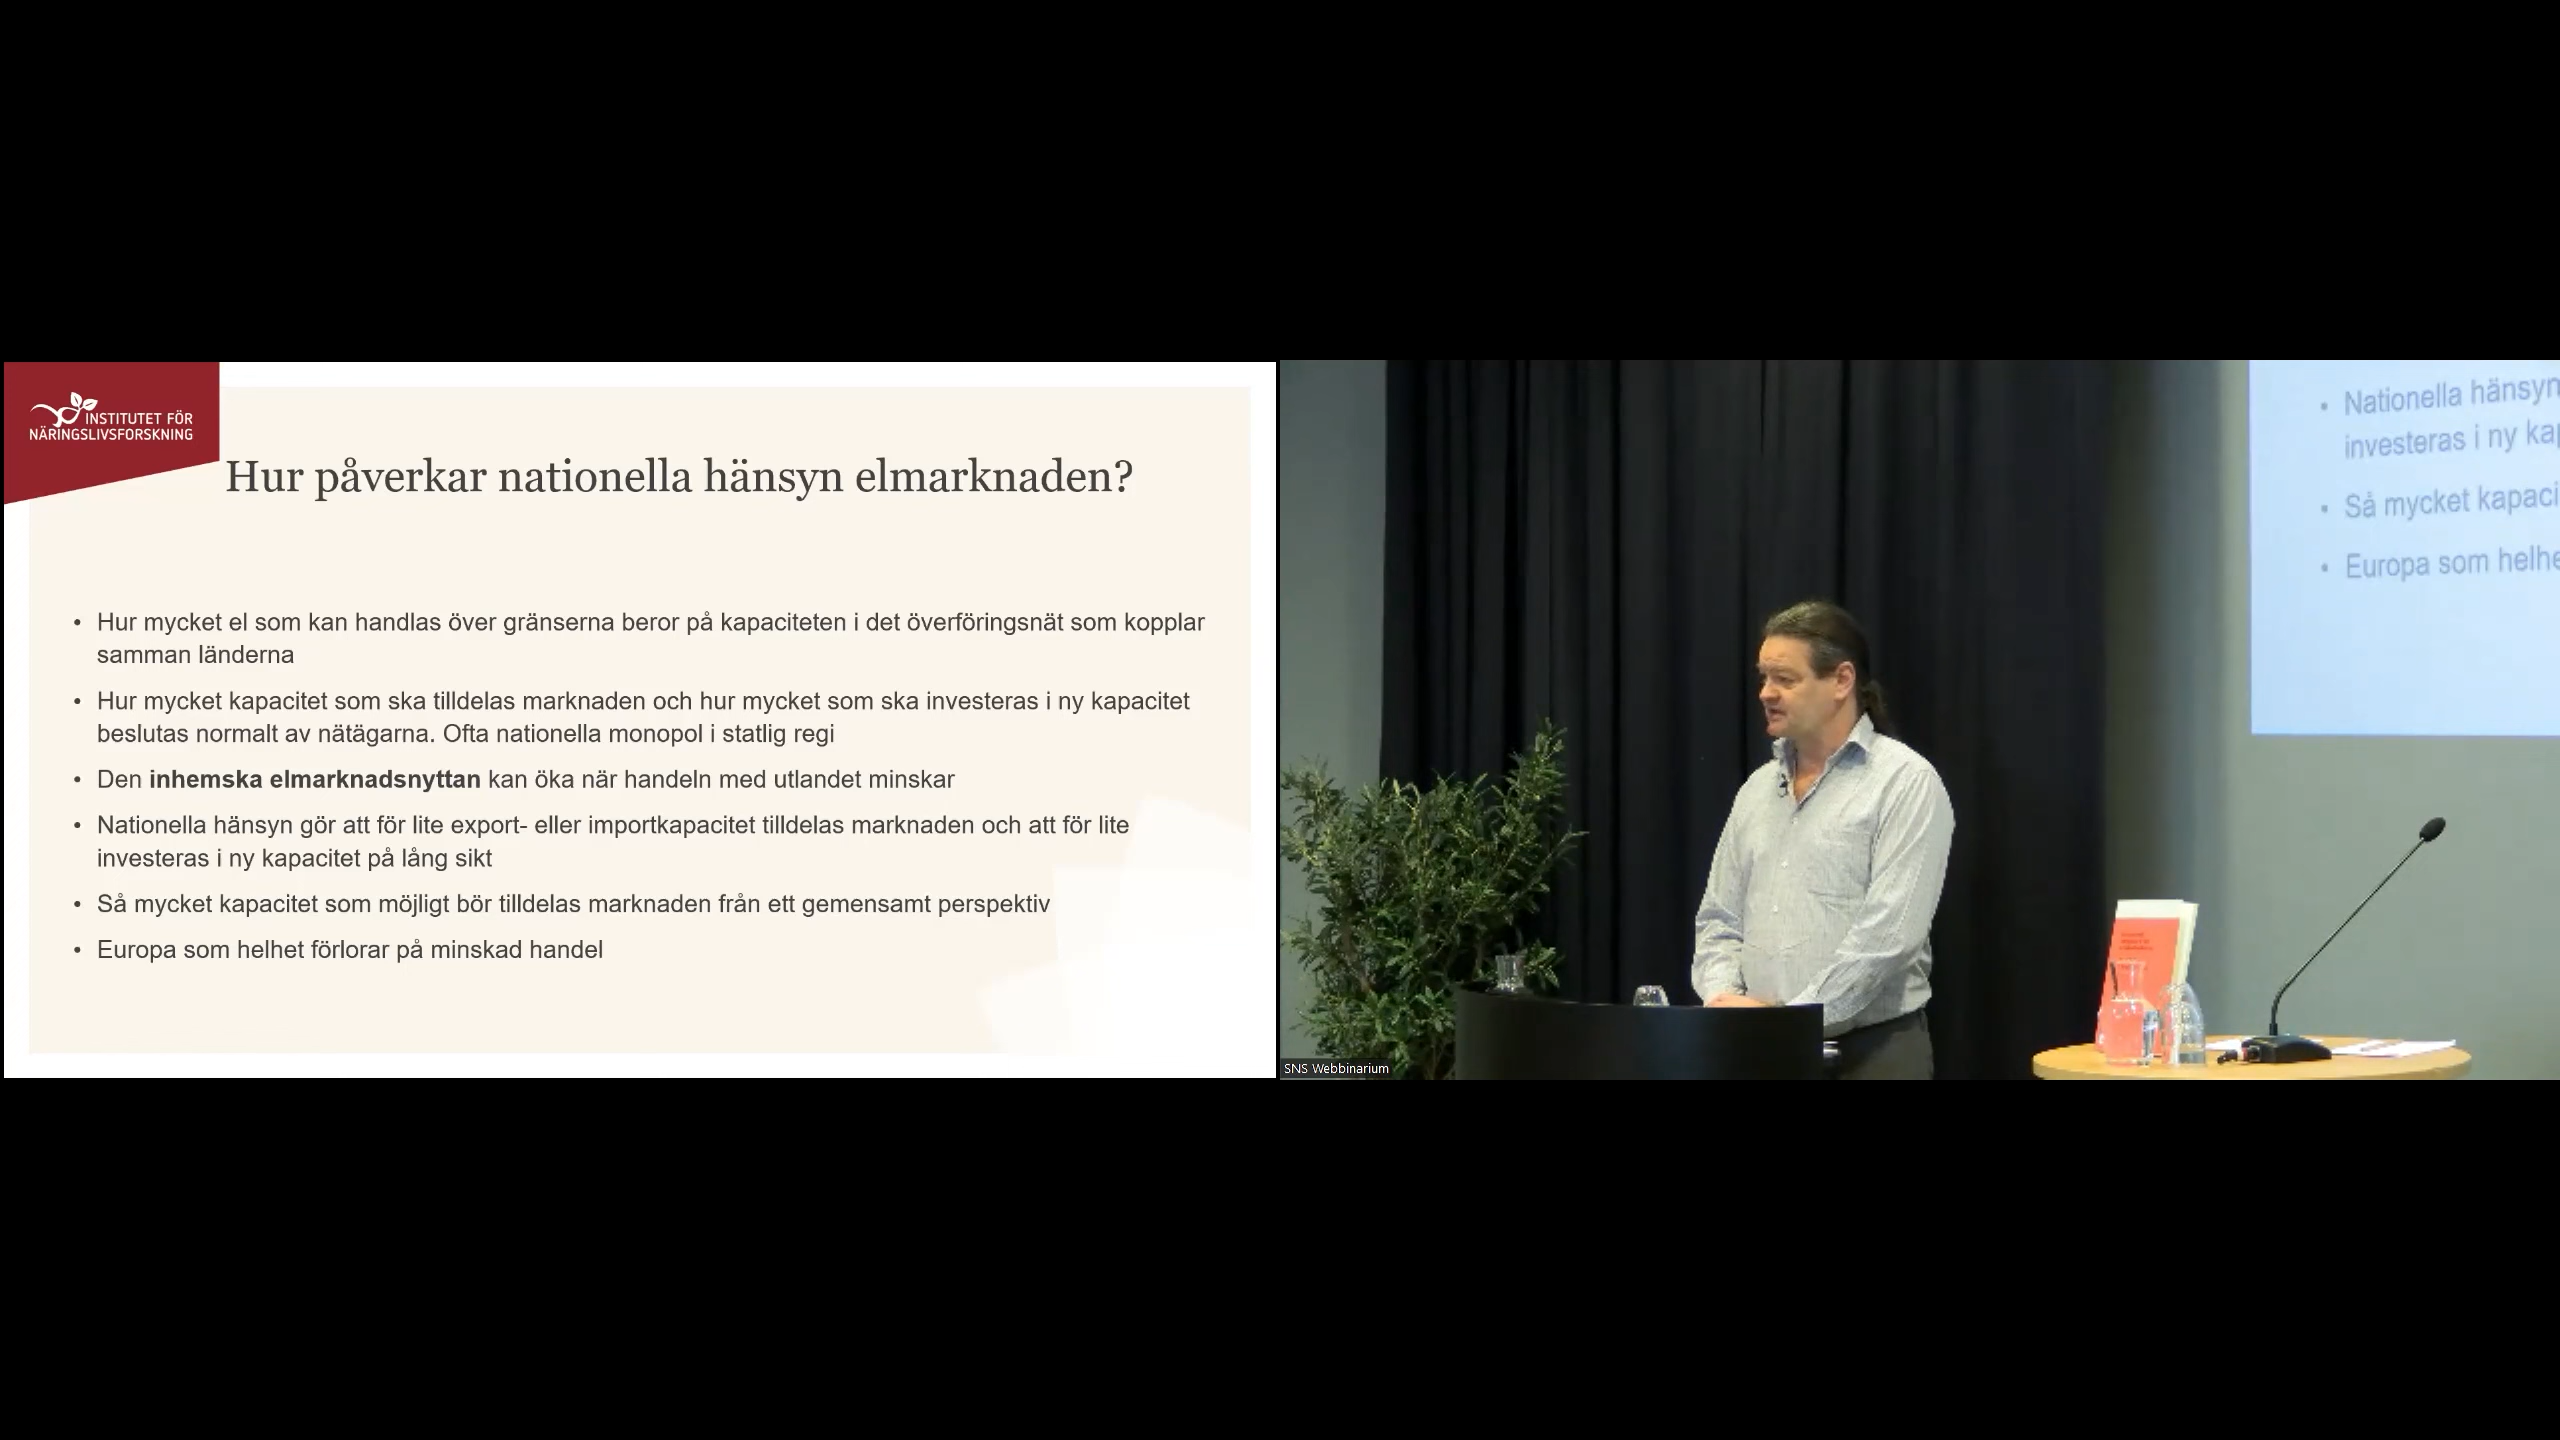 INSTITUTET FÖR
NÄRINGSLIVSFORSKNING
Hur påverkar nationella hänsyn elmarknaden?
• Hur mycket el som kan handlas över gränserna beror på kapaciteten i det överföringsnät som kopplar
samman länderna
• Hur mycket kapacitet som ska tilldelas marknaden och hur mycket som ska investeras i ny kapacitet
beslutas normalt av nätägarna. Ofta nationella monopol i statlig regi
• Den inhemska elmarknadsnyttan kan öka när handeln med utlandet minskar
• Nationella hänsyn gör att för lite export- eller importkapacitet tilldelas marknaden och att för lite
investeras i ny kapacitet på lång sikt
• Så mycket kapacitet som möjligt bör tilldelas marknaden från ett gemensamt perspektiv
• Europa som helhet förlorar på minskad handel
• Nationella hänsyn
investeras i ny kap
• Så mycket kapaci
• Europa som helhe
SNS Webbinarium